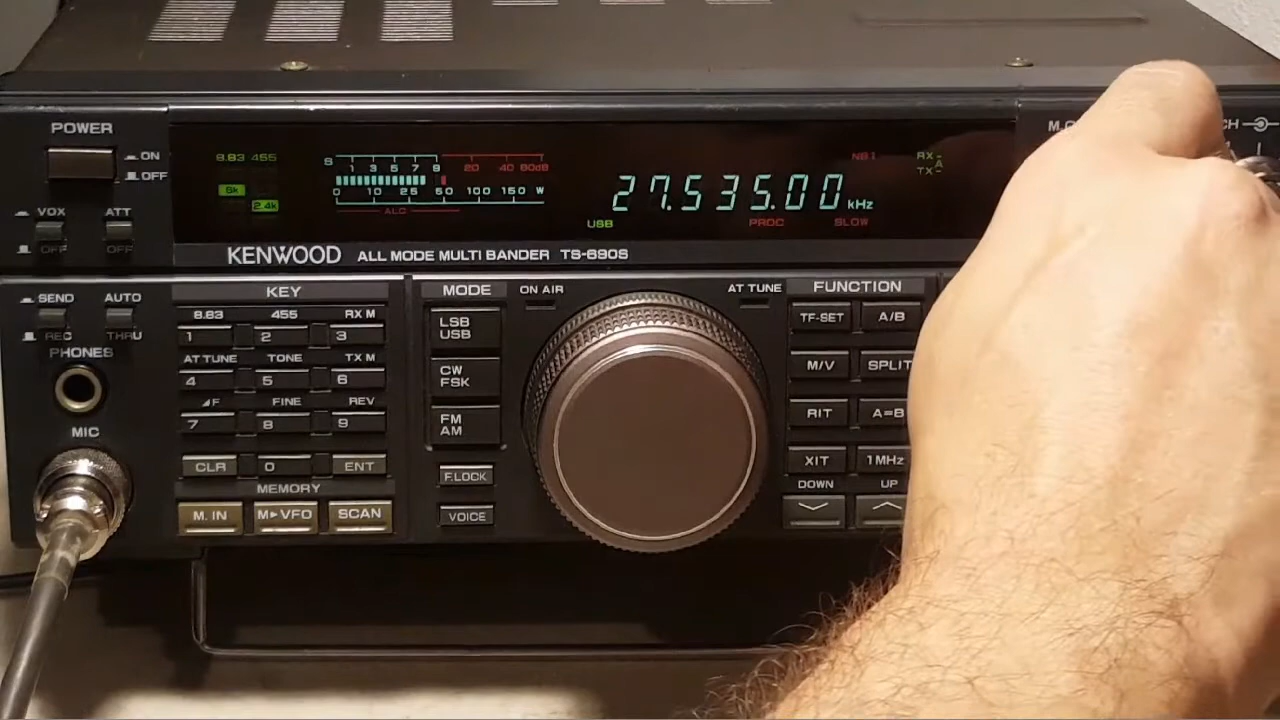 POWER
ON
OFF
VOX
OFF
ATT
OFF
8.83 455
6k
2.4k
S 1 3 5 7 9 20 40 60dB
0 10 25 50 100 150 W
ALC
27.535.00 kHz
USB
PROC
SLOW
NB1
RX
A
TX
M.
CH
KENWOOD ALL MODE MULTI BANDER TS-690S
SEND
REC
AUTO
THRU
PHONES
MIC
KEY
8.83 455 RX M
1 2 3
AT TUNE TONE TX M
4 5 6
⊿F FINE REV
7 8 9
CLR 0 ENT
MEMORY
M. IN M►VFO SCAN
MODE
LSB
USB
CW
FSK
FM
AM
F.LOCK
VOICE
ON AIR
AT TUNE
FUNCTION
TF-SET A/B
M/V SPLIT
RIT A=B
XIT 1MHz
DOWN UP